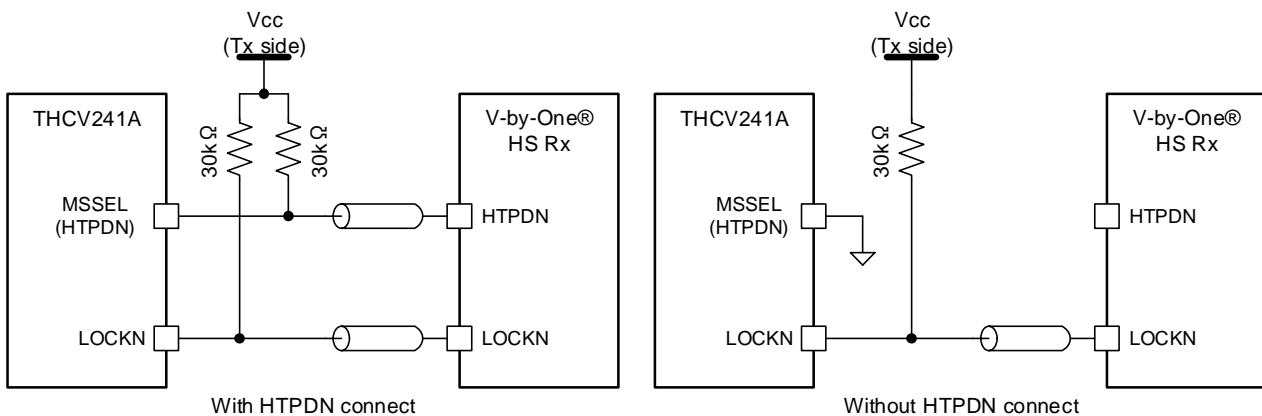 Vcc
(Tx side)
THCV241A
30kΩ
30kΩ
V-by-One®
HS Rx
MSSEL
(HTPDN)
HTPDN
LOCKN
LOCKN
With HTPDN connect
Vcc
(Tx side)
THCV241A
30kΩ
V-by-One®
HS Rx
MSSEL
(HTPDN)
HTPDN
LOCKN
LOCKN
Without HTPDN connect